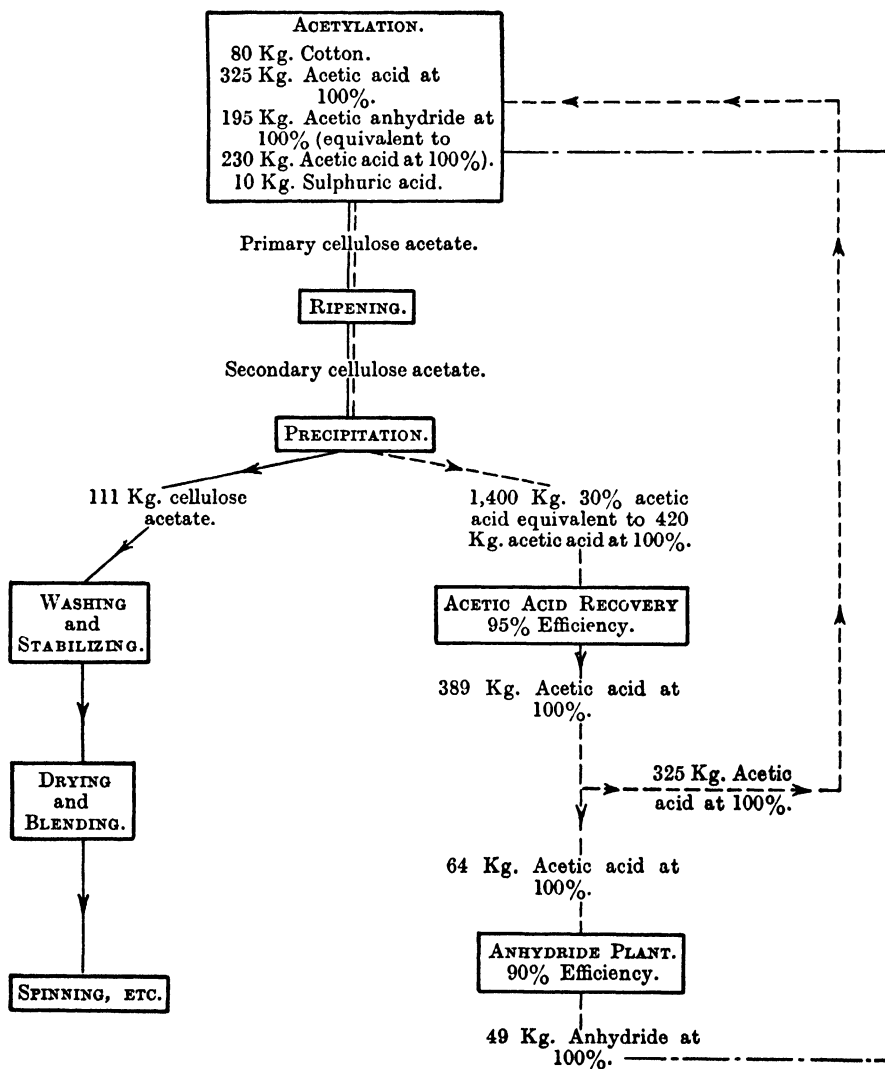 ACETYLATION.
80 Kg. Cotton.
325 Kg. Acetic acid at
100%.
195 Kg. Acetic anhydride at
100% (equivalent to
230 Kg. Acetic acid at 100%).
10 Kg. Sulphuric acid.
Primary cellulose acetate.
RIPENING.
Secondary cellulose acetate.
PRECIPITATION.
111 Kg. cellulose
acetate.
1,400 Kg. 30% acetic
acid equivalent to 420
Kg. acetic acid at 100%.
WASHING
and
STABILIZING.
ACETIC ACID RECOVERY
95% Efficiency.
389 Kg. Acetic acid at
100%.
DRYING
and
BLENDING.
325 Kg. Acetic
acid at 100%.
64 Kg. Acetic acid at
100%.
ANHYDRIDE PLANT.
90% Efficiency.
SPINNING, ETC.
49 Kg. Anhydride at
100%.